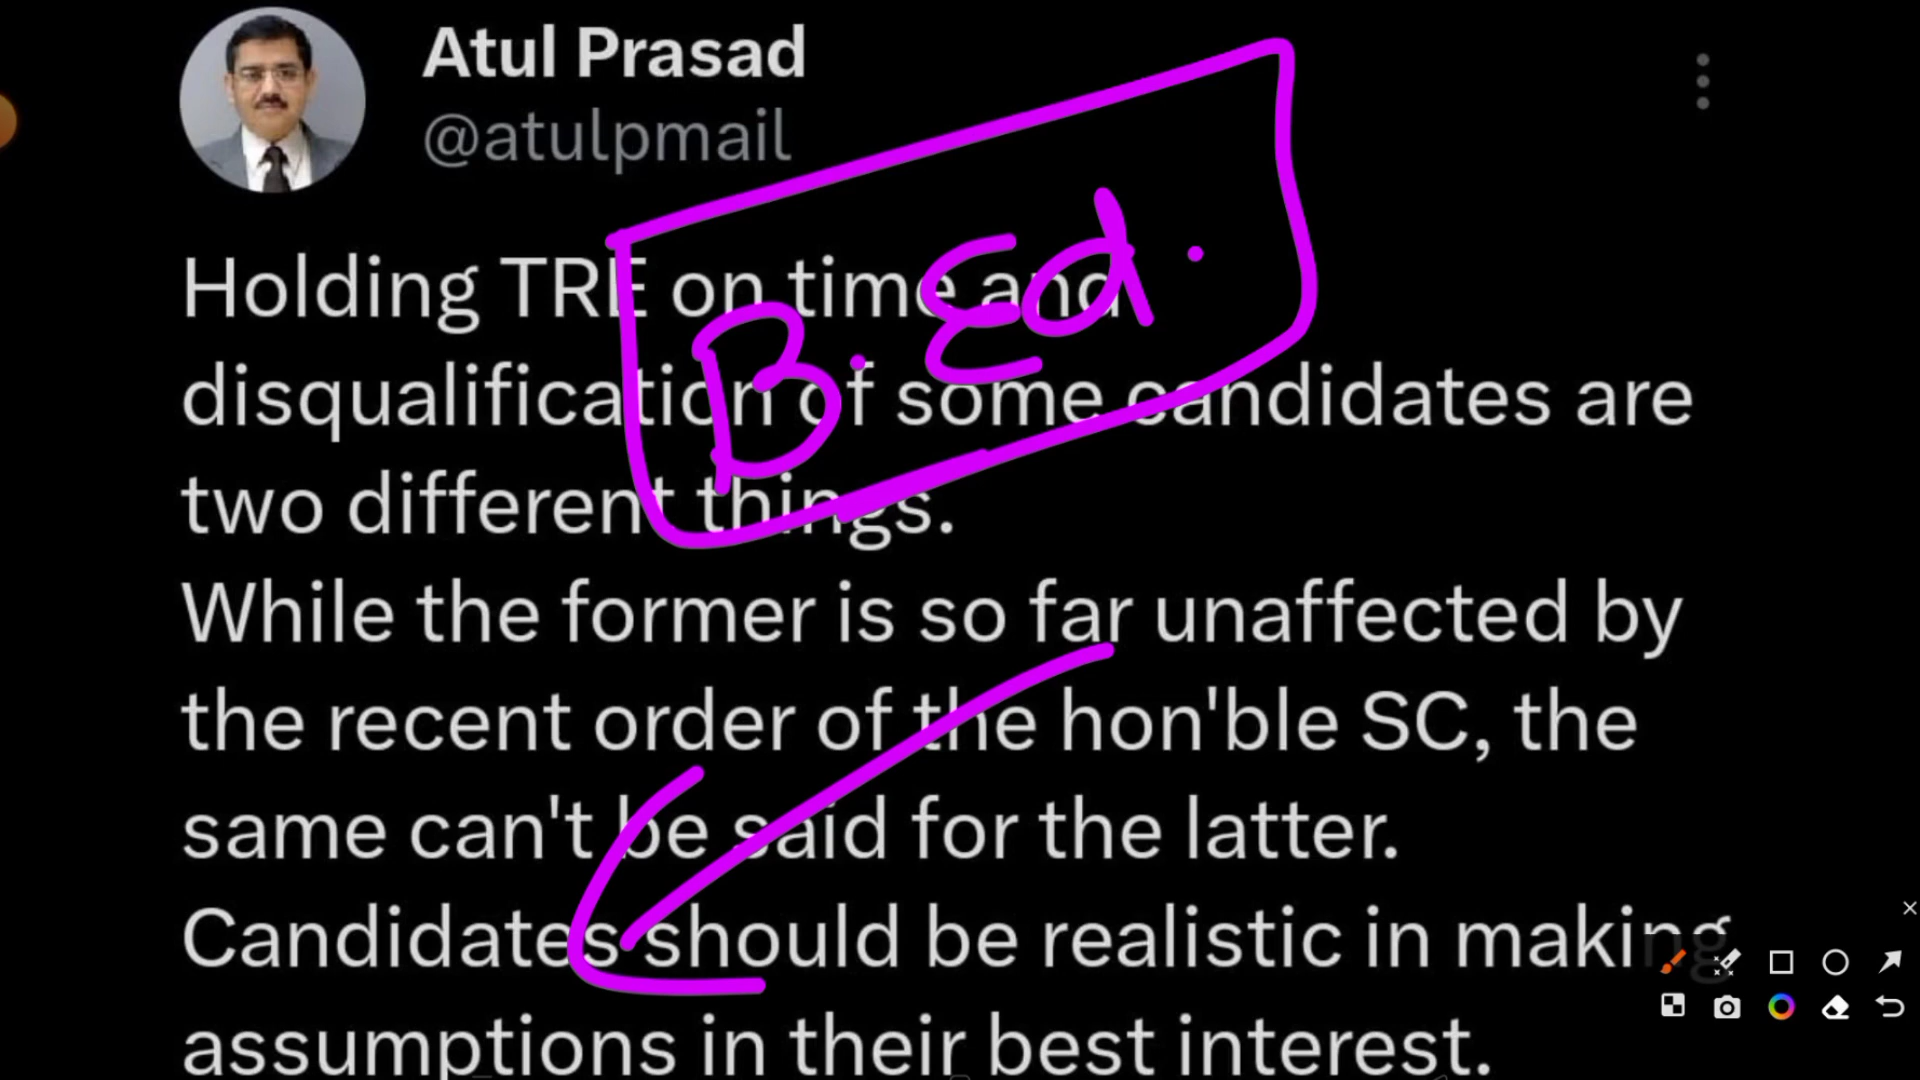 Atul Prasad
@atulpmail
Holding TRE on time and
disqualification of some candidates are
two different things.
B.Ed.
While the former is so far unaffected by
the recent order of the hon'ble SC, the
same can't be said for the latter.
Candidates should be realistic in making
assumptions in their best interest.